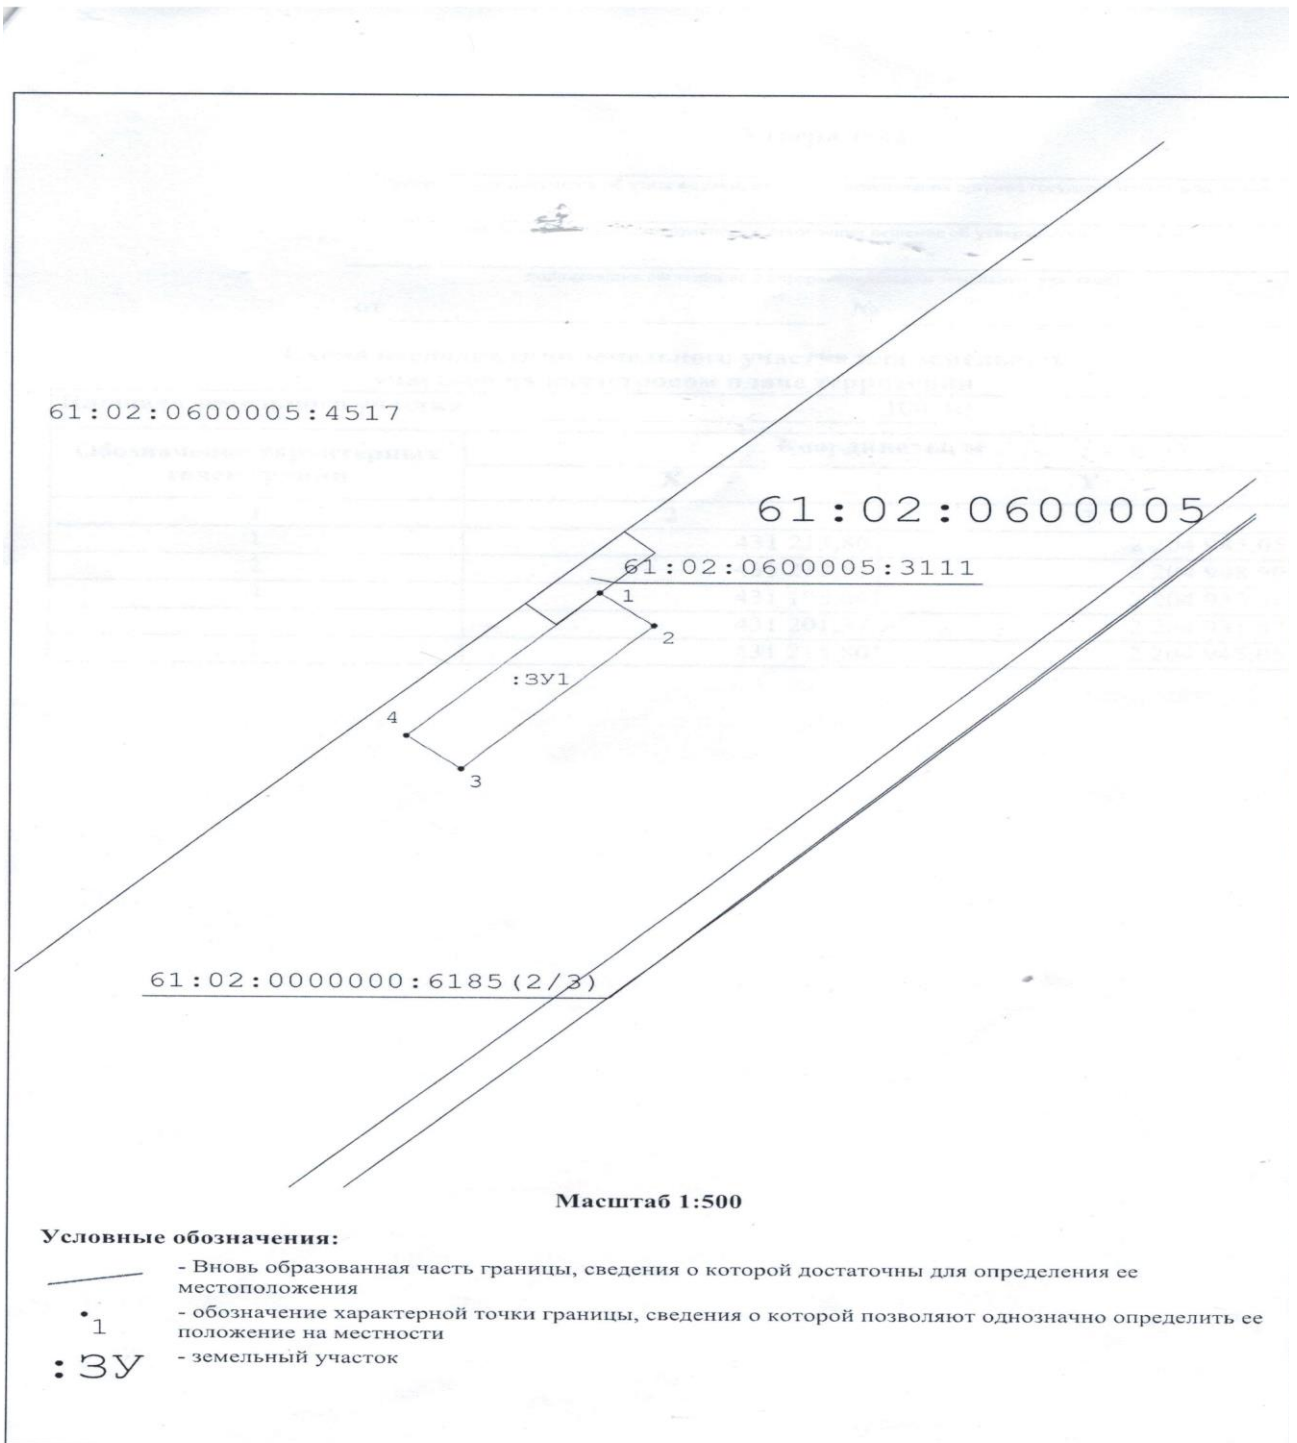 61:02:0600005:4517
61:02:0600005
61:02:0600005:3111
1
2
:ЗУ1
4
3
61:02:0000000:6185(2/3)
Масштаб 1:500
Условные обозначения:
- Вновь образованная часть границы, сведения о которой достаточны для определения ее
местоположения
1
- обозначение характерной точки границы, сведения о которой позволяют однозначно определить ее
положение на местности
:ЗУ
- земельный участок